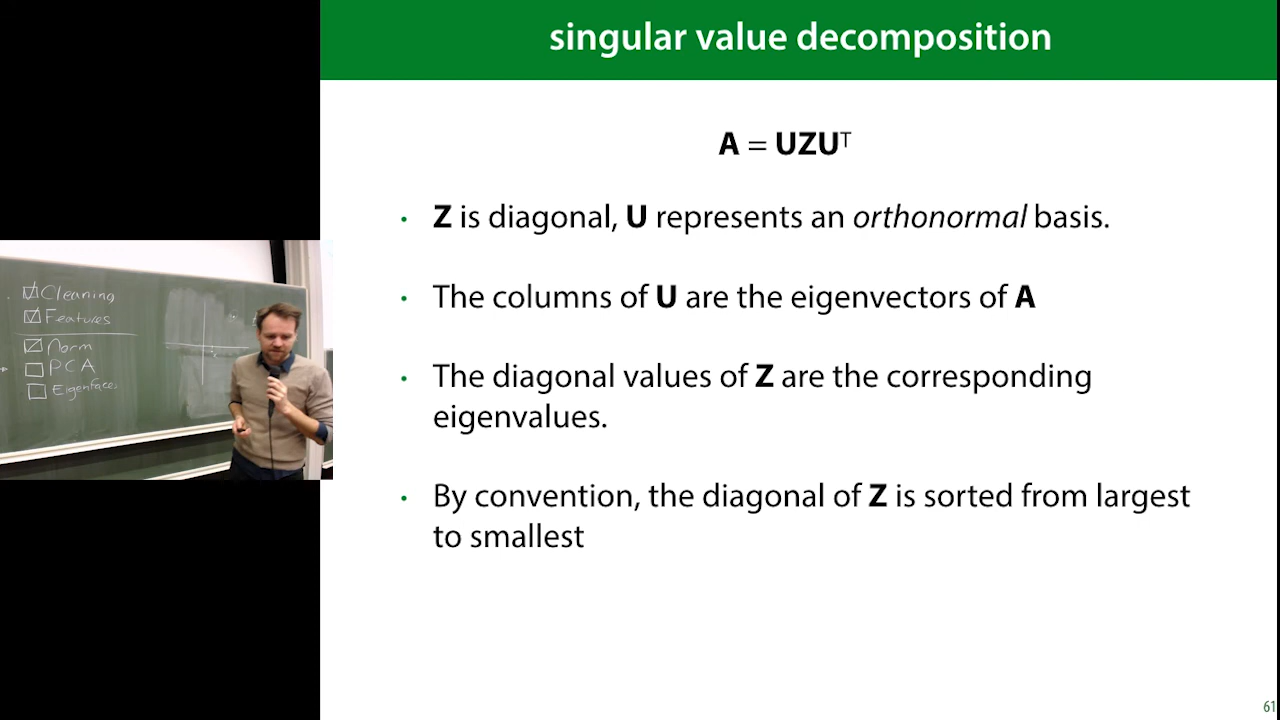 singular value decomposition
A = UZUᵀ
• Z is diagonal, U represents an orthonormal basis.
• The columns of U are the eigenvectors of A
• The diagonal values of Z are the corresponding
eigenvalues.
• By convention, the diagonal of Z is sorted from largest
to smallest
61
Cleaning
Features
Norm
PCA
Eigenfaces